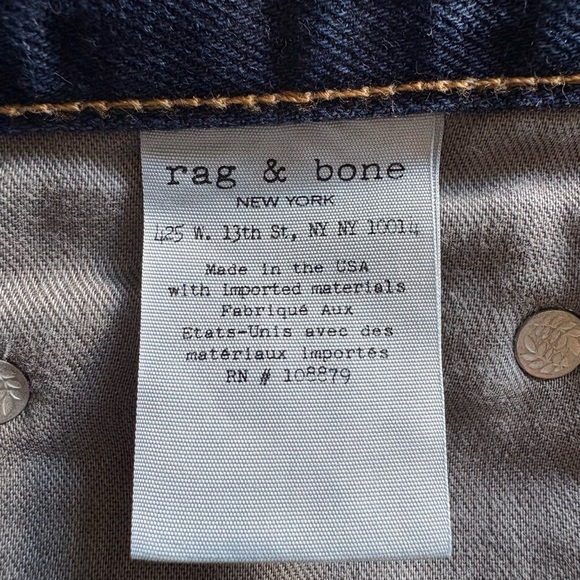 rag & bone
NEW YORK
425 W. 13th St, NY NY 10014
Made in the USA
with imported materials
Fabriqué Aux
Etats-Unis avec des
matériaux importés
RN # 108879